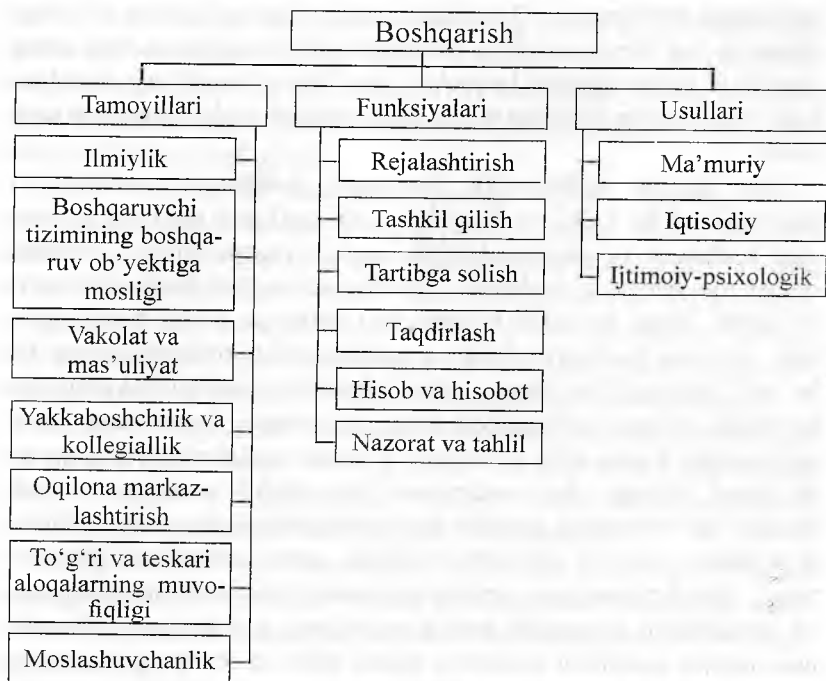 Boshqarish
Tamoyillari
Ilmiylik
Boshqaruvchi
tizimining boshqa-
ruv ob’yektiga
mosligi
Vakolat va
mas’uliyat
Yakkaboshchilik va
kollegiallik
Oqilona markaz-
lashtirish
To‘g‘ri va teskari
aloqalarning muvo-
fiqligi
Moslashuvchanlik
Funksiyalari
Rejalashtirish
Tashkil qilish
Tartibga solish
Taqdirlash
Hisob va hisobot
Nazorat va tahlil
Usullari
Ma’muriy
Iqtisodiy
Ijtimoiy-psixologik